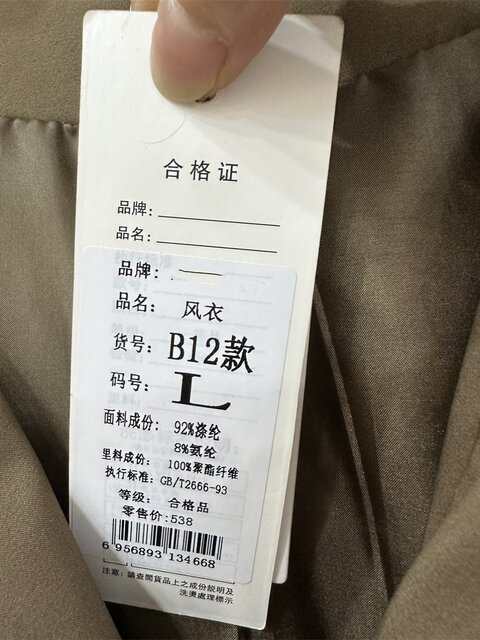 合格证
品牌:
品名:
品牌: —
品名: 风衣
货号: B12款
码号: L
面料成份: 92%涤纶
8%氨纶
里料成份: 100%聚酯纤维
执行标准: GB/T2666-93
等级: 合格品
零售价:538
6 956893 134668
注意: 請查閲貨品上之成份説明及
洗燙處理標示